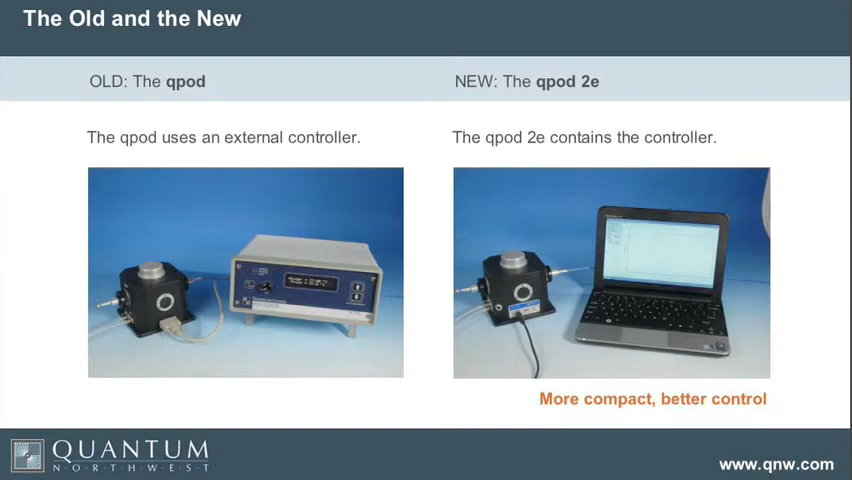 The Old and the New
OLD: The qpod
NEW: The qpod 2e
The qpod uses an external controller.
The qpod 2e contains the controller.
More compact, better control
QUANTUM
N·O·R·T·H·W·E·S·T
www.qnw.com